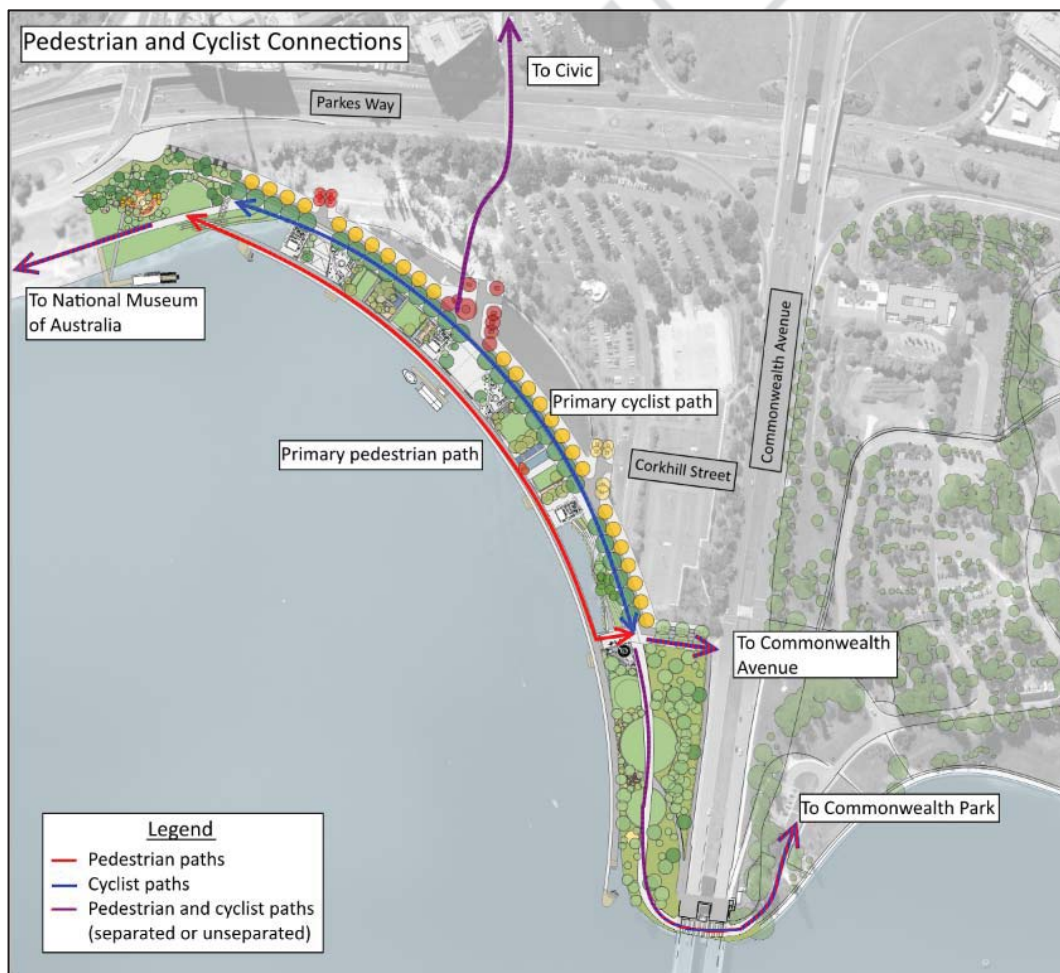 Pedestrian and Cyclist Connections
To Civic
Parkes Way
To National Museum
of Australia
Commonwealth Avenue
Primary cyclist path
Primary pedestrian path
Corkhill Street
To Commonwealth
Avenue
To Commonwealth Park
Legend
Pedestrian paths
Cyclist paths
Pedestrian and cyclist paths
(separated or unseparated)